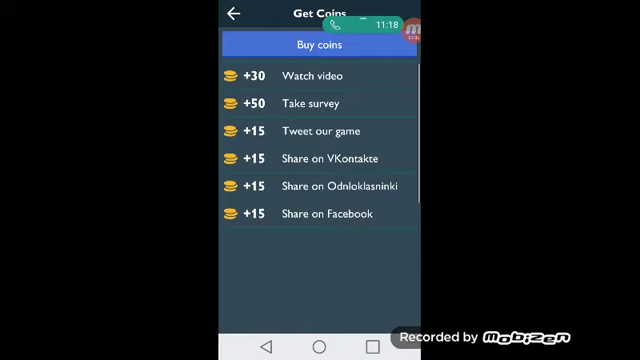 Get Coins
11:18
Buy coins
+30 Watch video
+50 Take survey
+15 Tweet our game
+15 Share on VKontakte
+15 Share on Odnloklasninki
+15 Share on Facebook
Recorded by MOBIZEN